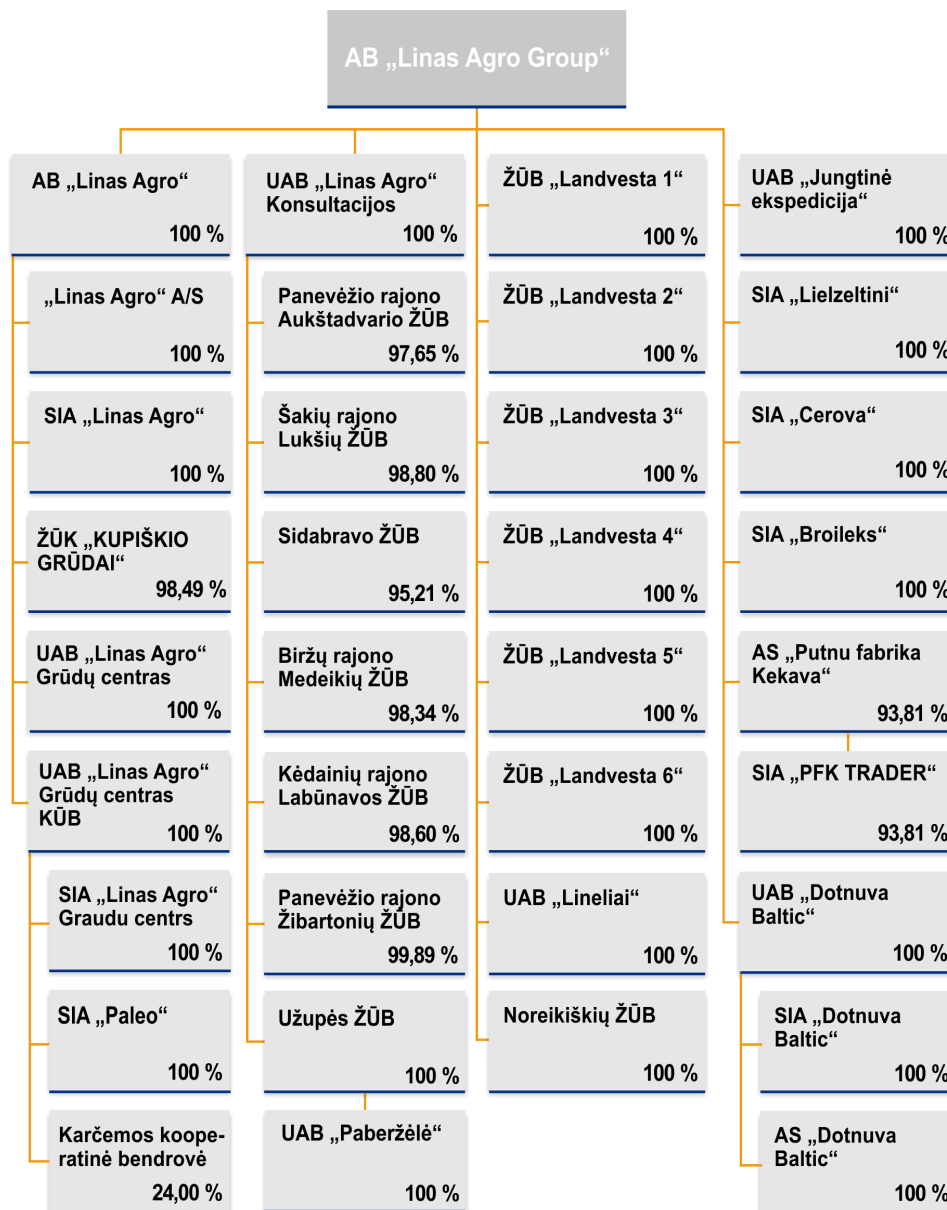 AB „Linas Agro Group“
AB „Linas Agro“
100 %
„Linas Agro“ A/S
100 %
SIA „Linas Agro“
100 %
ŽŪK „KUPIŠKIO
GRŪDAI“
98,49 %
UAB „Linas Agro“
Grūdų centras
100 %
UAB „Linas Agro“
Grūdų centras
KŪB
100 %
SIA „Linas Agro“
Graudu centrs
100 %
SIA „Paleo“
100 %
Karčemos koope-
ratinė bendrovė
24,00 %
UAB „Linas Agro“
Konsultacijos
100 %
Panevėžio rajono
Aukštadvario ŽŪB
97,65 %
Šakių rajono
Lukšių ŽŪB
98,80 %
Sidabravo ŽŪB
95,21 %
Biržų rajono
Medeikių ŽŪB
98,34 %
Kėdainių rajono
Labūnavos ŽŪB
98,60 %
Panevėžio rajono
Žibartonių ŽŪB
99,89 %
Užupės ŽŪB
100 %
UAB „Paberžėlė“
100 %
ŽŪB „Landvesta 1“
100 %
ŽŪB „Landvesta 2“
100 %
ŽŪB „Landvesta 3“
100 %
ŽŪB „Landvesta 4“
100 %
ŽŪB „Landvesta 5“
100 %
ŽŪB „Landvesta 6“
100 %
UAB „Lineliai“
100 %
Noreikiškių ŽŪB
100 %
UAB „Jungtinė
ekspedicija“
100 %
SIA „Lielzeltini“
100 %
SIA „Cerova“
100 %
SIA „Broileks“
100 %
AS „Putnu fabrika
Kekava“
93,81 %
SIA „PFK TRADER“
93,81 %
UAB „Dotnuva
Baltic“
100 %
SIA „Dotnuva
Baltic“
100 %
AS „Dotnuva
Baltic“
100 %